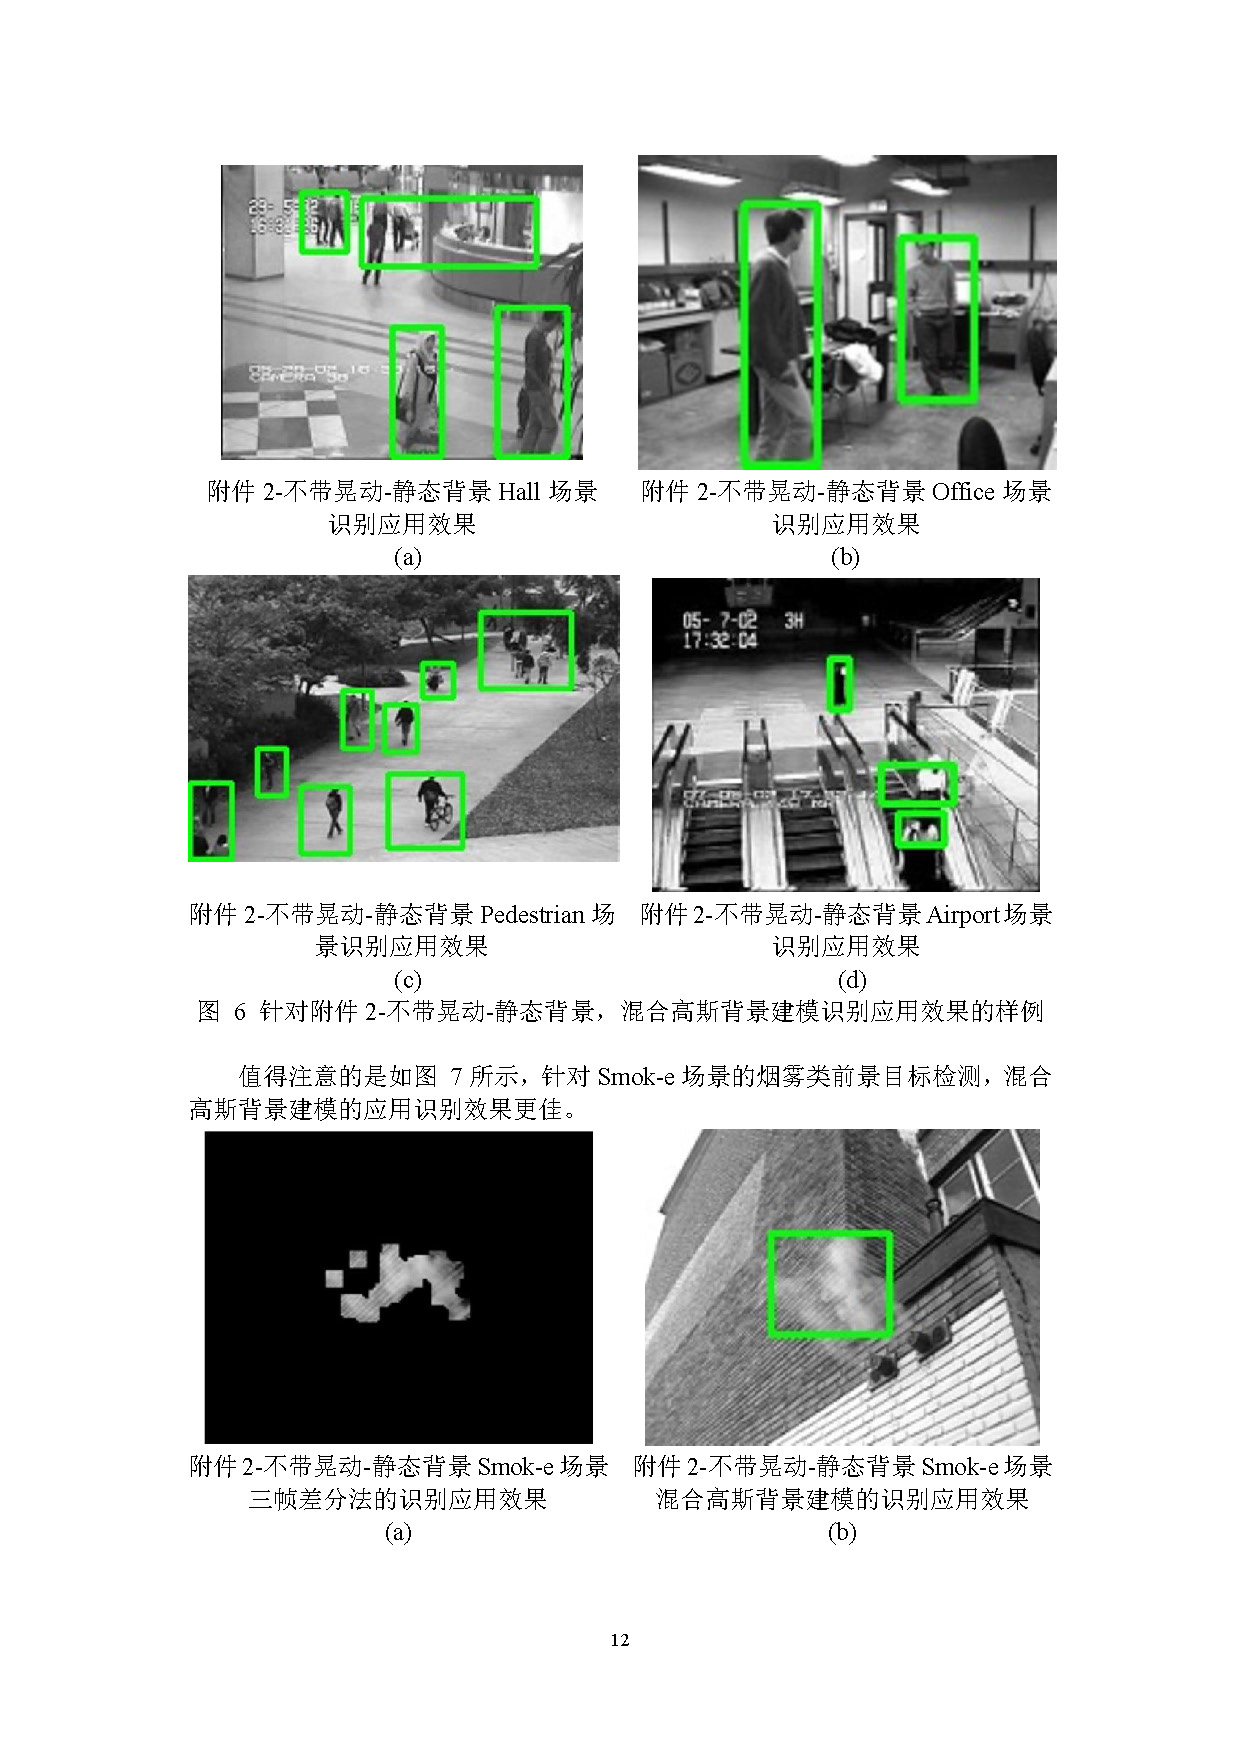 05- 7-02 3H
17:32:04
附件 2-不带晃动-静态背景 Hall 场景
识别应用效果
(a)
附件 2-不带晃动-静态背景 Office 场景
识别应用效果
(b)
附件 2-不带晃动-静态背景 Pedestrian 场
景识别应用效果
(c)
附件 2-不带晃动-静态背景 Airport 场景
识别应用效果
(d)
图 6 针对附件 2-不带晃动-静态背景，混合高斯背景建模识别应用效果的样例
值得注意的是如图 7 所示，针对 Smok-e 场景的烟雾类前景目标检测，混合
高斯背景建模的应用识别效果更佳。
附件 2-不带晃动-静态背景 Smok-e 场景
三帧差分法的识别应用效果
(a)
附件 2-不带晃动-静态背景 Smok-e 场景
混合高斯背景建模的识别应用效果
(b)
12